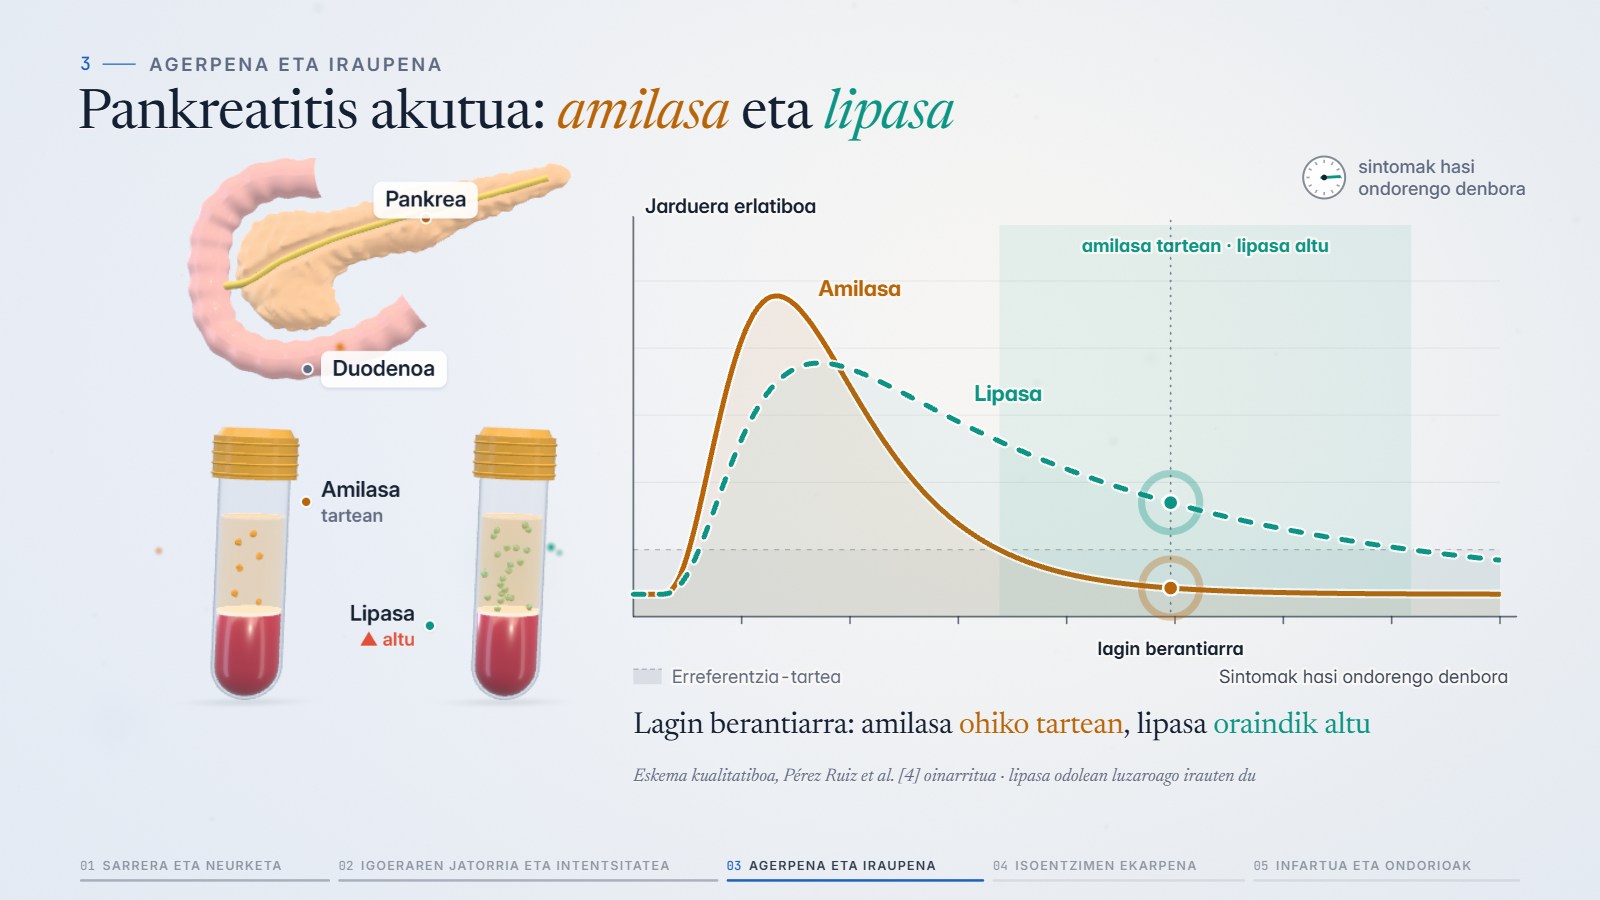 3 — AGERPENA ETA IRAUPENA
Pankreatitis akutua: amilasa eta lipasa
Pankrea
Duodenoa
Amilasa
tartean
Lipasa
▲ altu
sintomak hasi
ondorengo denbora
Jarduera erlatiboa
amilasa tartean · lipasa altu
Amilasa
Lipasa
lagin berantiarra
Erreferentzia-tartea
Sintomak hasi ondorengo denbora
Lagin berantiarra: amilasa ohiko tartean, lipasa oraindik altu
Eskema kualitatiboa, Pérez Ruiz et al. [4] oinarritua · lipasa odolean luzaroago irauten du
01 SARRERA ETA NEURKETA
02 IGOERAREN JATORRIA ETA INTENTSITATEA
03 AGERPENA ETA IRAUPENA
04 ISOENTZIMEN EKARPENA
05 INFARTUA ETA ONDORIOAK